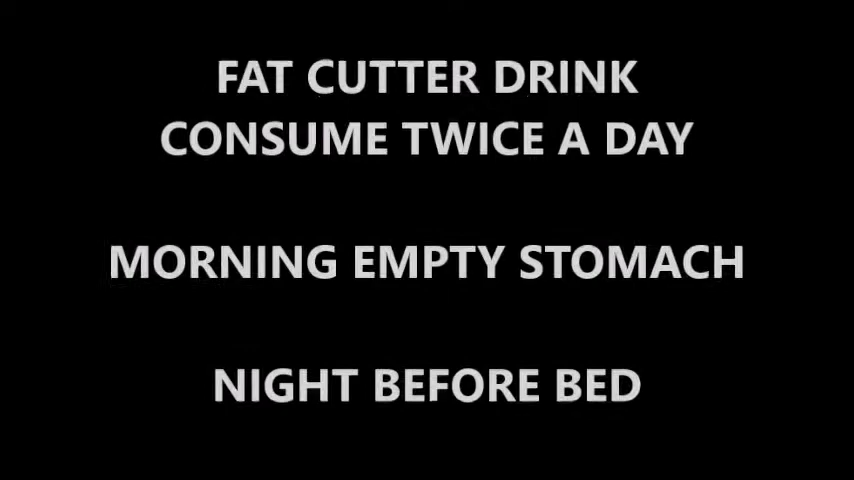 FAT CUTTER DRINK
CONSUME TWICE A DAY
MORNING EMPTY STOMACH
NIGHT BEFORE BED